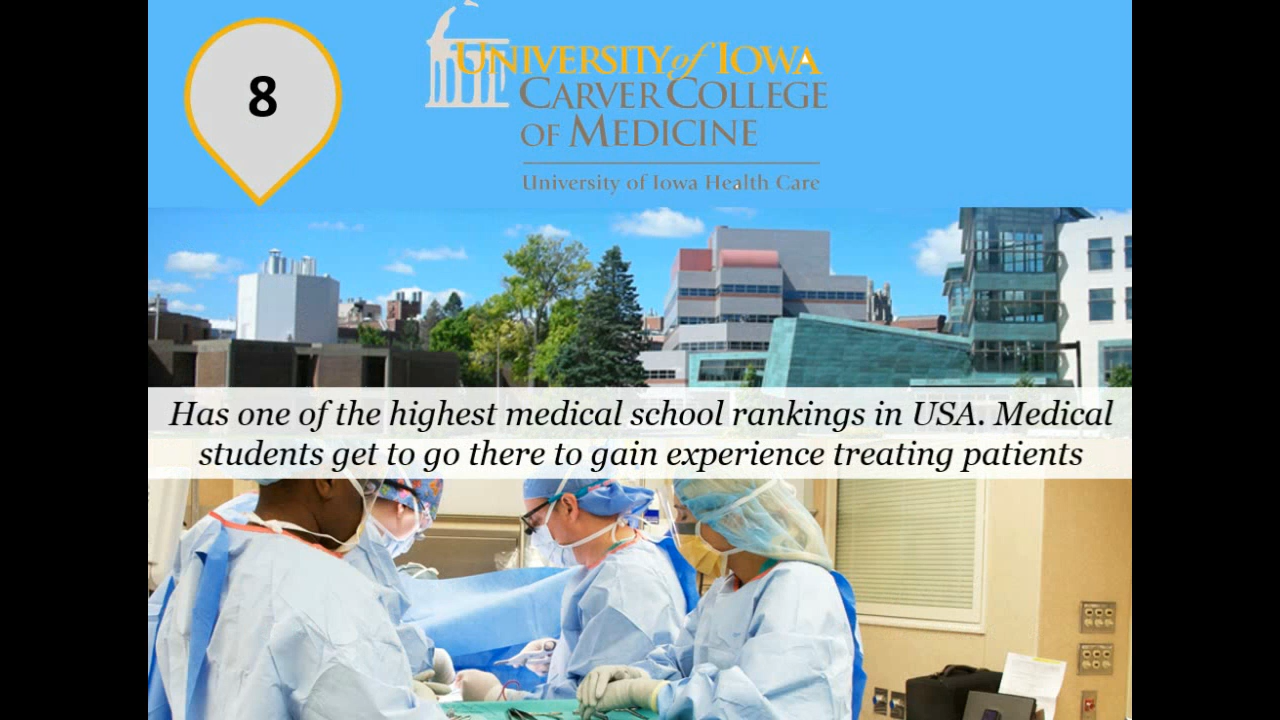 8
UNIVERSITY of IOWA
CARVER COLLEGE
OF MEDICINE
University of Iowa Health Care
Has one of the highest medical school rankings in USA. Medical
students get to go there to gain experience treating patients